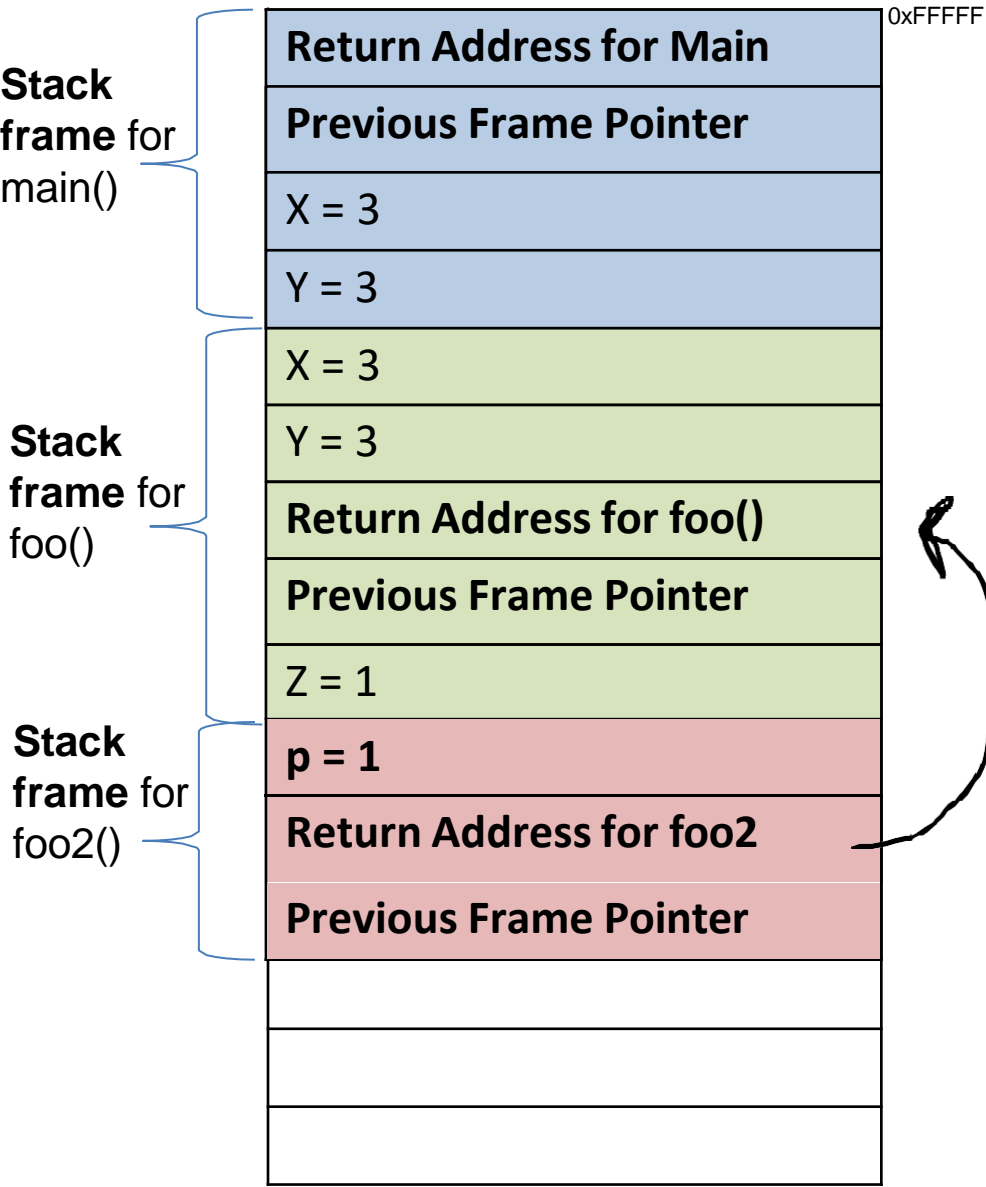 Return Address for Main
0xFFFFF
Stack
frame for
main()
Previous Frame Pointer
X = 3
Y = 3
Stack
frame for
foo()
X = 3
Y = 3
Return Address for foo()
Previous Frame Pointer
Z = 1
Stack
frame for
foo2()
p = 1
Return Address for foo2
Previous Frame Pointer